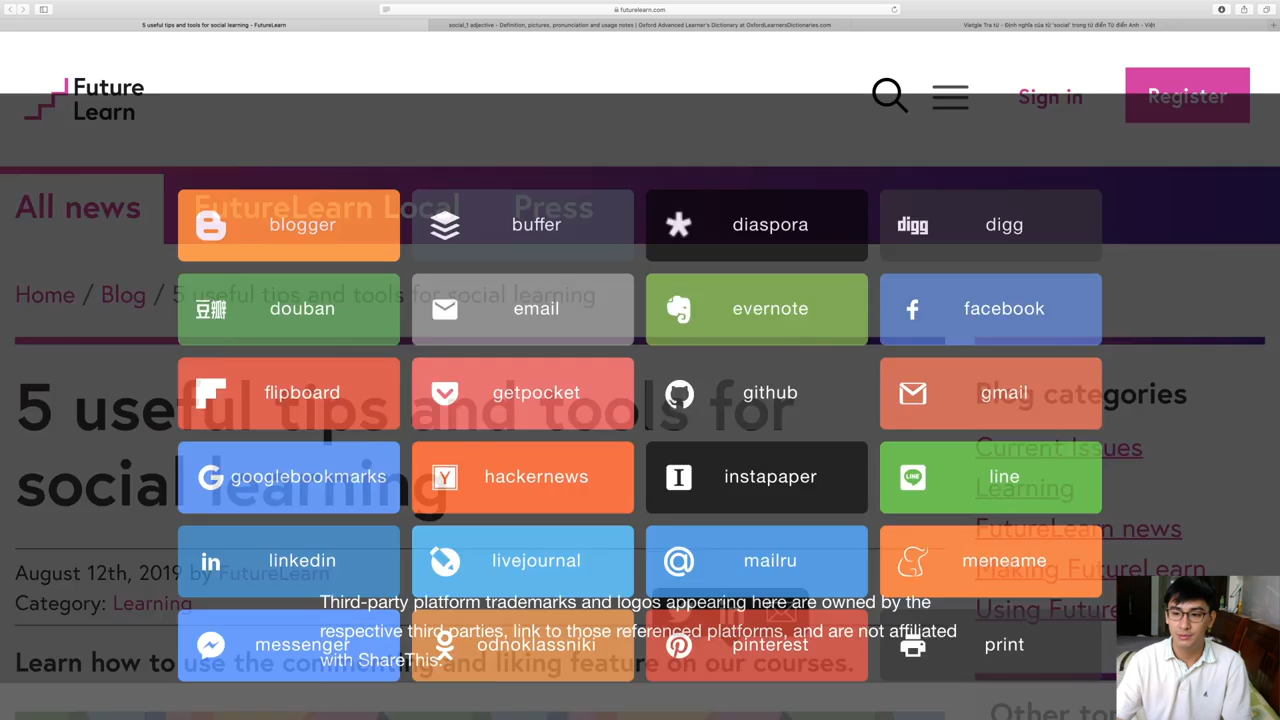 futurelearn.com
5 useful tips and tools for social learning - FutureLearn
social_1 adjective - Definition, pictures, pronunciation and usage notes | Oxford Advanced Learner's Dictionary at OxfordLearnersDictionaries.com
Vietgle Tra từ - Định nghĩa của từ 'social' trong từ điển Từ điển Anh - Việt
Future
Learn
Sign in
Register
All news
FutureLearn Local
Press
blogger
buffer
diaspora
digg
digg
Home / Blog / 5 useful tips and tools for social learning
豆瓣
douban
email
evernote
facebook
5 useful tips and tools for
social learning
flipboard
getpocket
github
gmail
Blog categories
Current Issues
Learning
FutureLearn news
Making FutureLearn
Using Future
googlebookmarks
hackernews
instapaper
LINE
line
in
linkedin
livejournal
mailru
meneame
August 12th, 2019 by FutureLearn
Category: Learning
Third-party platform trademarks and logos appearing here are owned by the
respective third parties, link to those referenced platforms, and are not affiliated
with ShareThis.
messenger
odnoklassniki
pinterest
print
Learn how to use the commenting and liking feature on our courses.
Other top